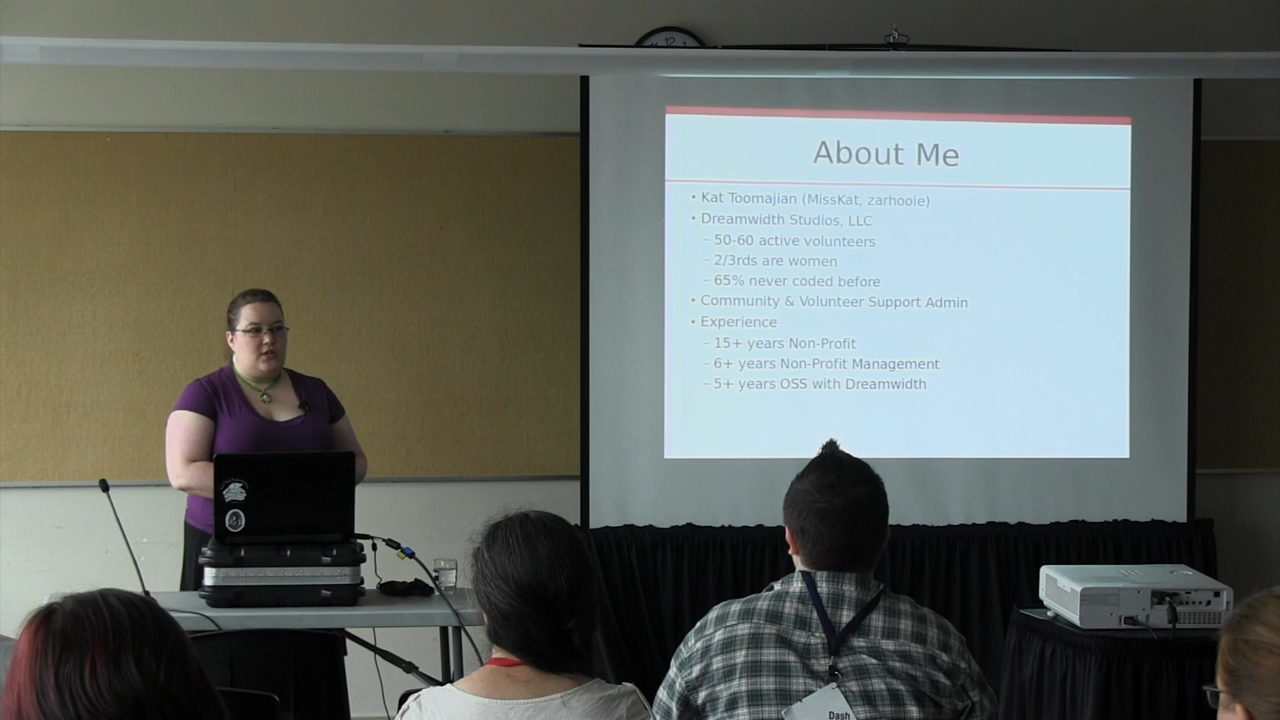 12
About Me
• Kat Toomajian (MissKat, zarhooie)
• Dreamwidth Studios, LLC
– 50-60 active volunteers
– 2/3rds are women
– 65% never coded before
• Community & Volunteer Support Admin
• Experience
– 15+ years Non-Profit
– 6+ years Non-Profit Management
– 5+ years OSS with Dreamwidth
Dash